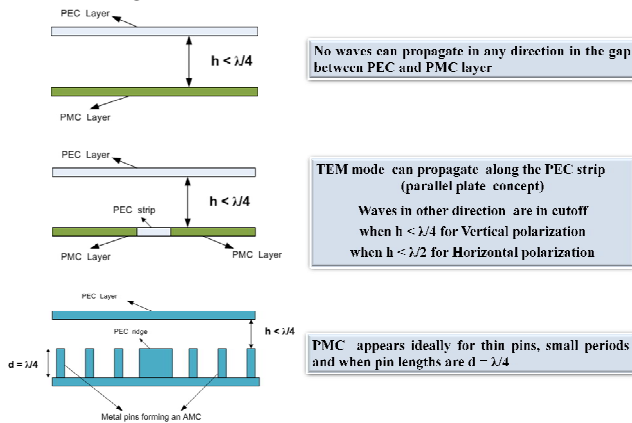 PEC Layer
h < λ/4
PMC Layer
No waves can propagate in any direction in the gap
between PEC and PMC layer
PEC Layer
h < λ/4
PEC strip
PMC Layer
PMC Layer
TEM mode can propagate along the PEC strip
(parallel plate concept)
Waves in other direction are in cutoff
when h < λ/4 for Vertical polarization
when h < λ/2 for Horizontal polarization
PEC Layer
h < λ/4
PEC ridge
d = λ/4
Metal pins forming an AMC
PMC appears ideally for thin pins, small periods
and when pin lengths are d = λ/4